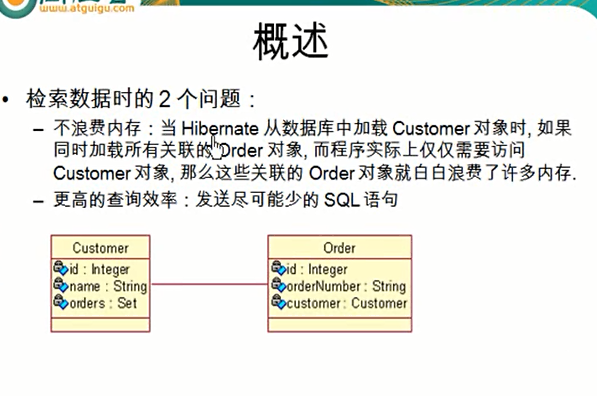 www.atguigu.com
概述
• 检索数据时的 2 个问题：
– 不浪费内存：当 Hibernate 从数据库中加载 Customer 对象时, 如果
同时加载所有关联的 Order 对象, 而程序实际上仅仅需要访问
Customer 对象, 那么这些关联的 Order 对象就白白浪费了许多内存.
– 更高的查询效率：发送尽可能少的 SQL 语句
Customer
id : Integer
name : String
orders : Set
Order
id : Integer
orderNumber : String
customer : Customer